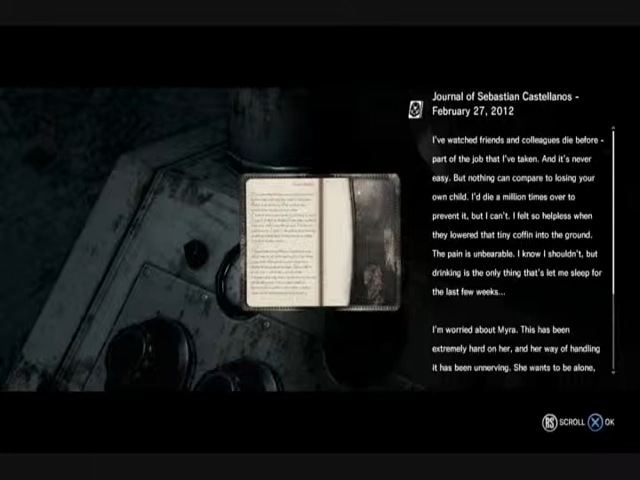 Journal of Sebastian Castellanos -
February 27, 2012
I've watched friends and colleagues die before -
part of the job that I've taken. And it's never
easy. But nothing can compare to losing your
own child. I'd die a million times over to
prevent it, but I can't. I felt so helpless when
they lowered that tiny coffin into the ground.
The pain is unbearable. I know I shouldn't, but
drinking is the only thing that's let me sleep for
the last few weeks...
I'm worried about Myra. This has been
extremely hard on her, and her way of handling
it has been unnerving. She wants to be alone,
RS SCROLL X OK